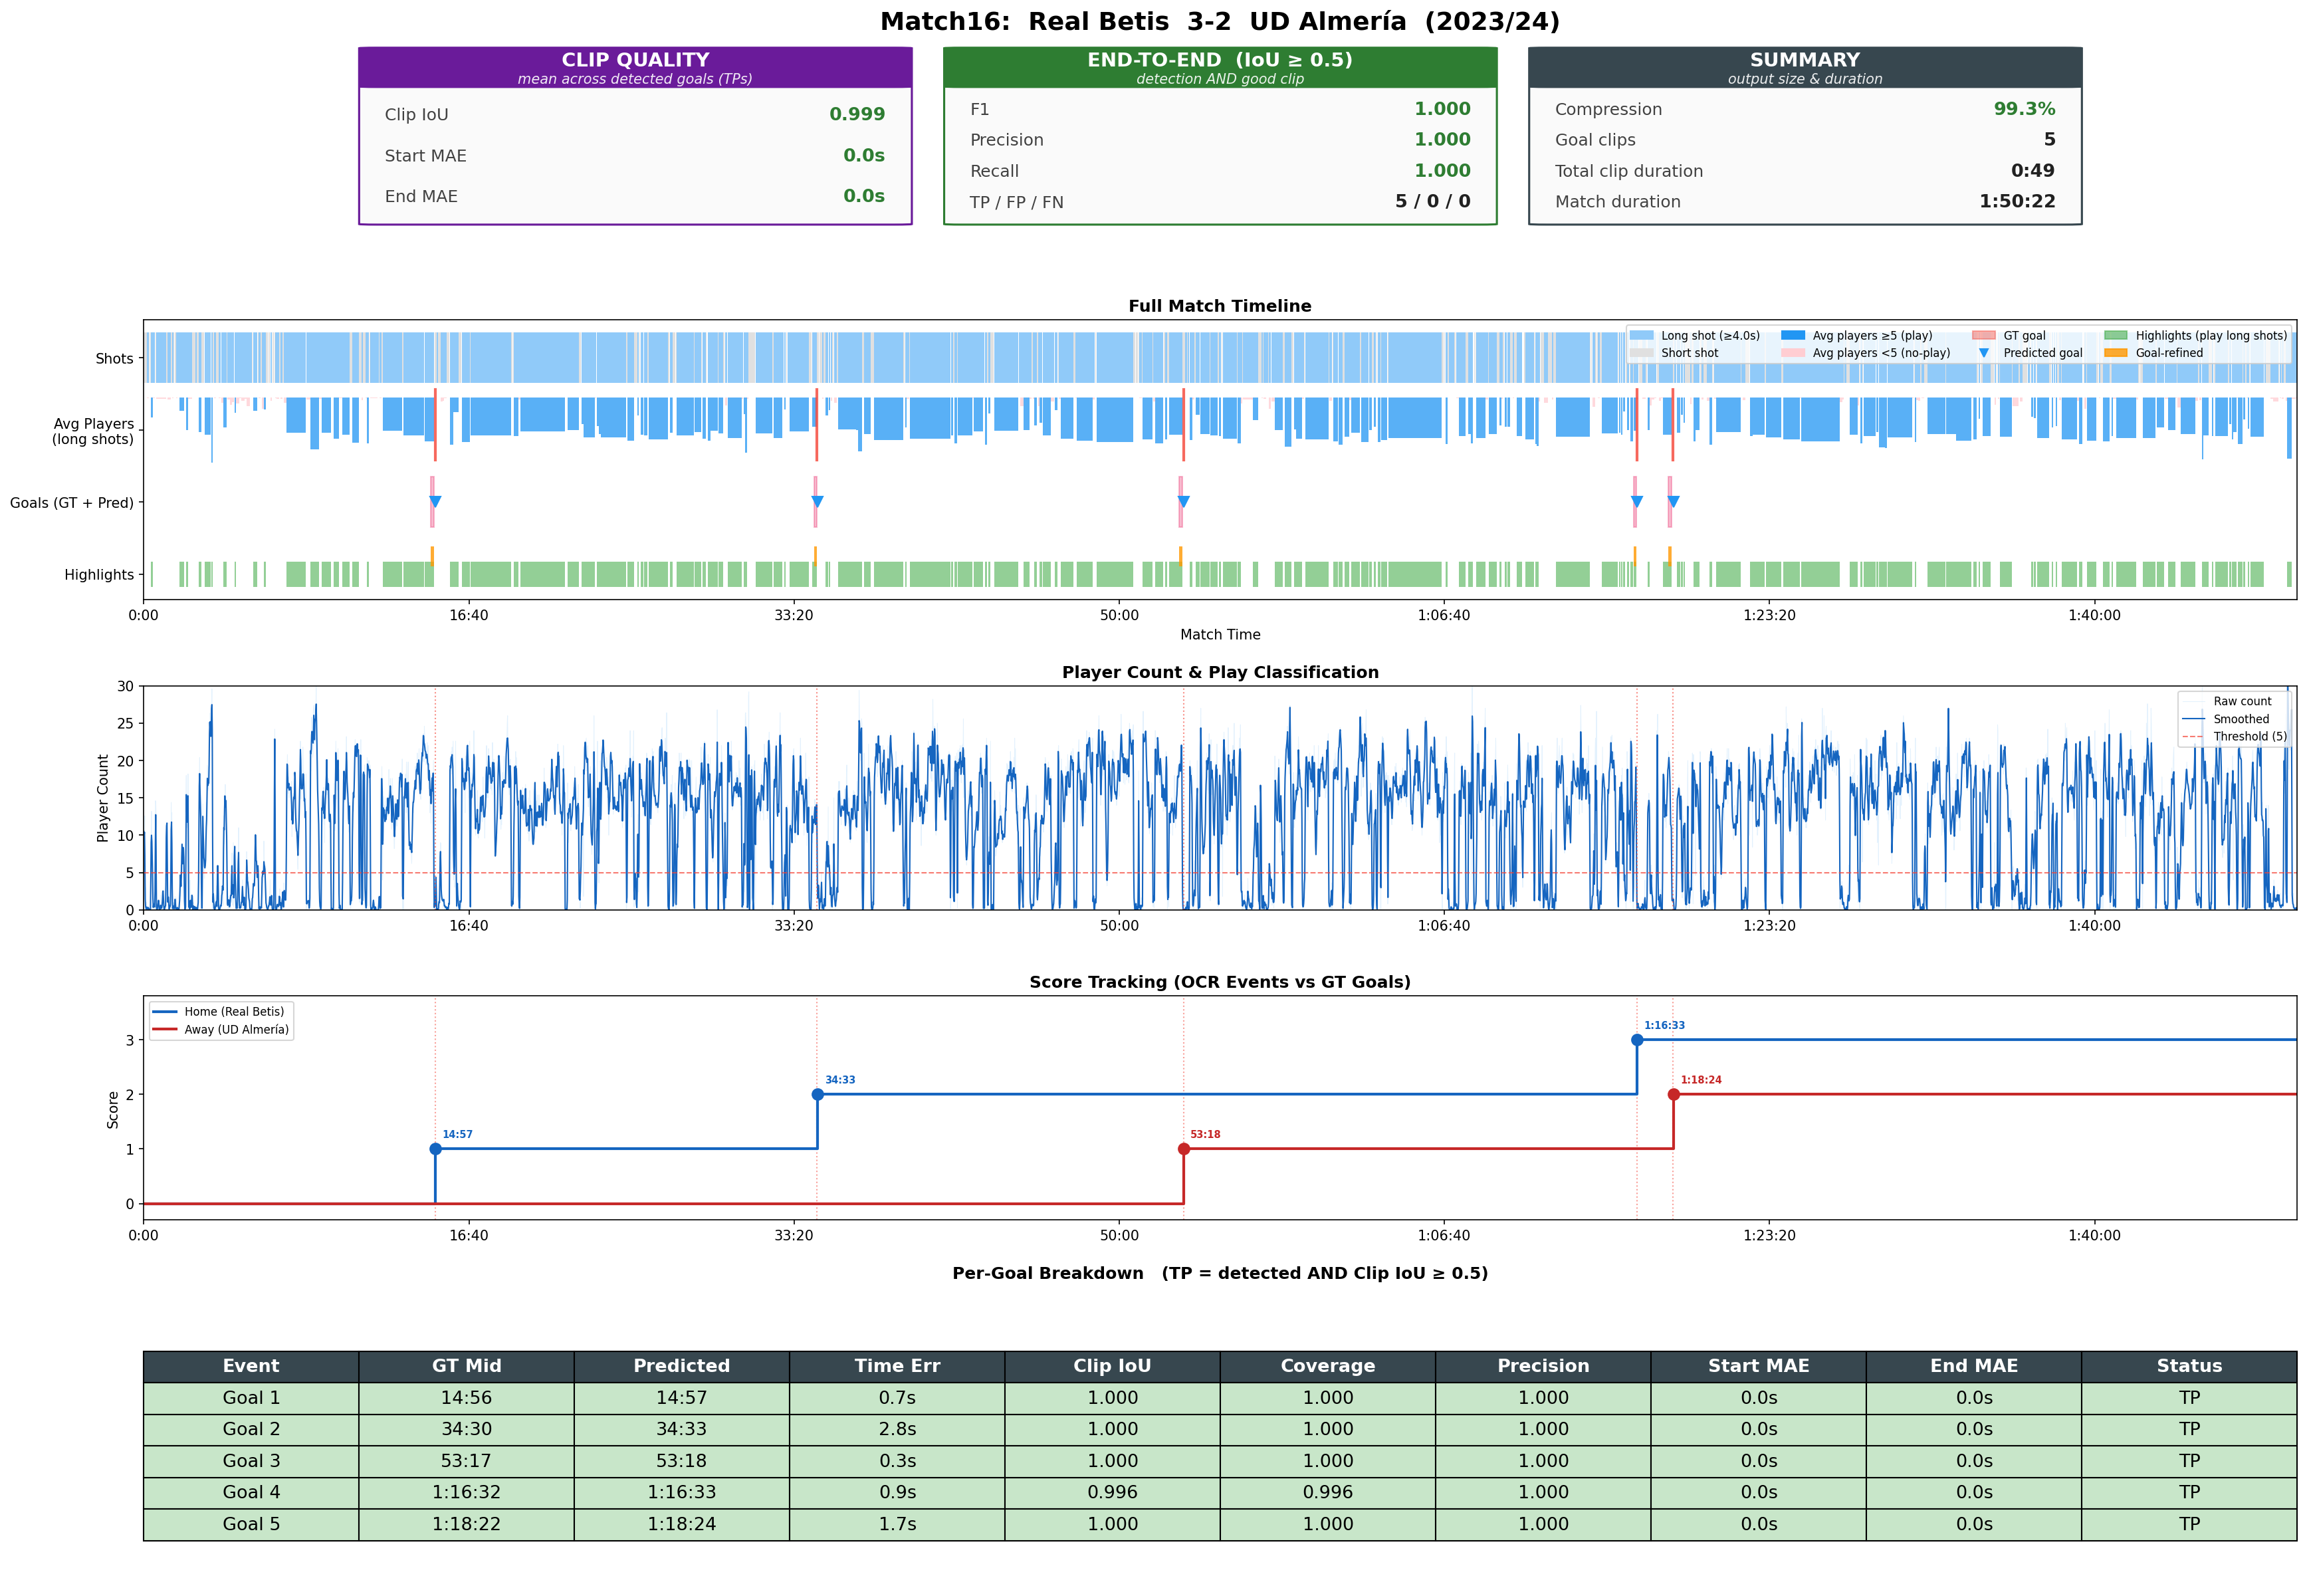 Match16:  Real Betis  3-2  UD Almería  (2023/24)
CLIP QUALITY
mean across detected goals (TPs)
Clip IoU 0.999
Start MAE 0.0s
End MAE 0.0s
END-TO-END  (IoU ≥ 0.5)
detection AND good clip
F1 1.000
Precision 1.000
Recall 1.000
TP / FP / FN 5 / 0 / 0
SUMMARY
output size & duration
Compression 99.3%
Goal clips 5
Total clip duration 0:49
Match duration 1:50:22
Full Match Timeline
Shots
Avg Players
(long shots)
Goals (GT + Pred)
Highlights
Long shot (≥4.0s)
Short shot
Avg players ≥5 (play)
Avg players <5 (no-play)
GT goal
Predicted goal
Highlights (play long shots)
Goal-refined
0:00 16:40 33:20 50:00 1:06:40 1:23:20 1:40:00
Match Time
Player Count & Play Classification
Player Count
30
25
20
15
10
5
0
Raw count
Smoothed
Threshold (5)
0:00 16:40 33:20 50:00 1:06:40 1:23:20 1:40:00
Score Tracking (OCR Events vs GT Goals)
Score
3
2
1
0
Home (Real Betis)
Away (UD Almería)
14:57
34:33
53:18
1:16:33
1:18:24
0:00 16:40 33:20 50:00 1:06:40 1:23:20 1:40:00
Per-Goal Breakdown   (TP = detected AND Clip IoU ≥ 0.5)
Event GT Mid Predicted Time Err Clip IoU Coverage Precision Start MAE End MAE Status
Goal 1 14:56 14:57 0.7s 1.000 1.000 1.000 0.0s 0.0s TP
Goal 2 34:30 34:33 2.8s 1.000 1.000 1.000 0.0s 0.0s TP
Goal 3 53:17 53:18 0.3s 1.000 1.000 1.000 0.0s 0.0s TP
Goal 4 1:16:32 1:16:33 0.9s 0.996 0.996 1.000 0.0s 0.0s TP
Goal 5 1:18:22 1:18:24 1.7s 1.000 1.000 1.000 0.0s 0.0s TP